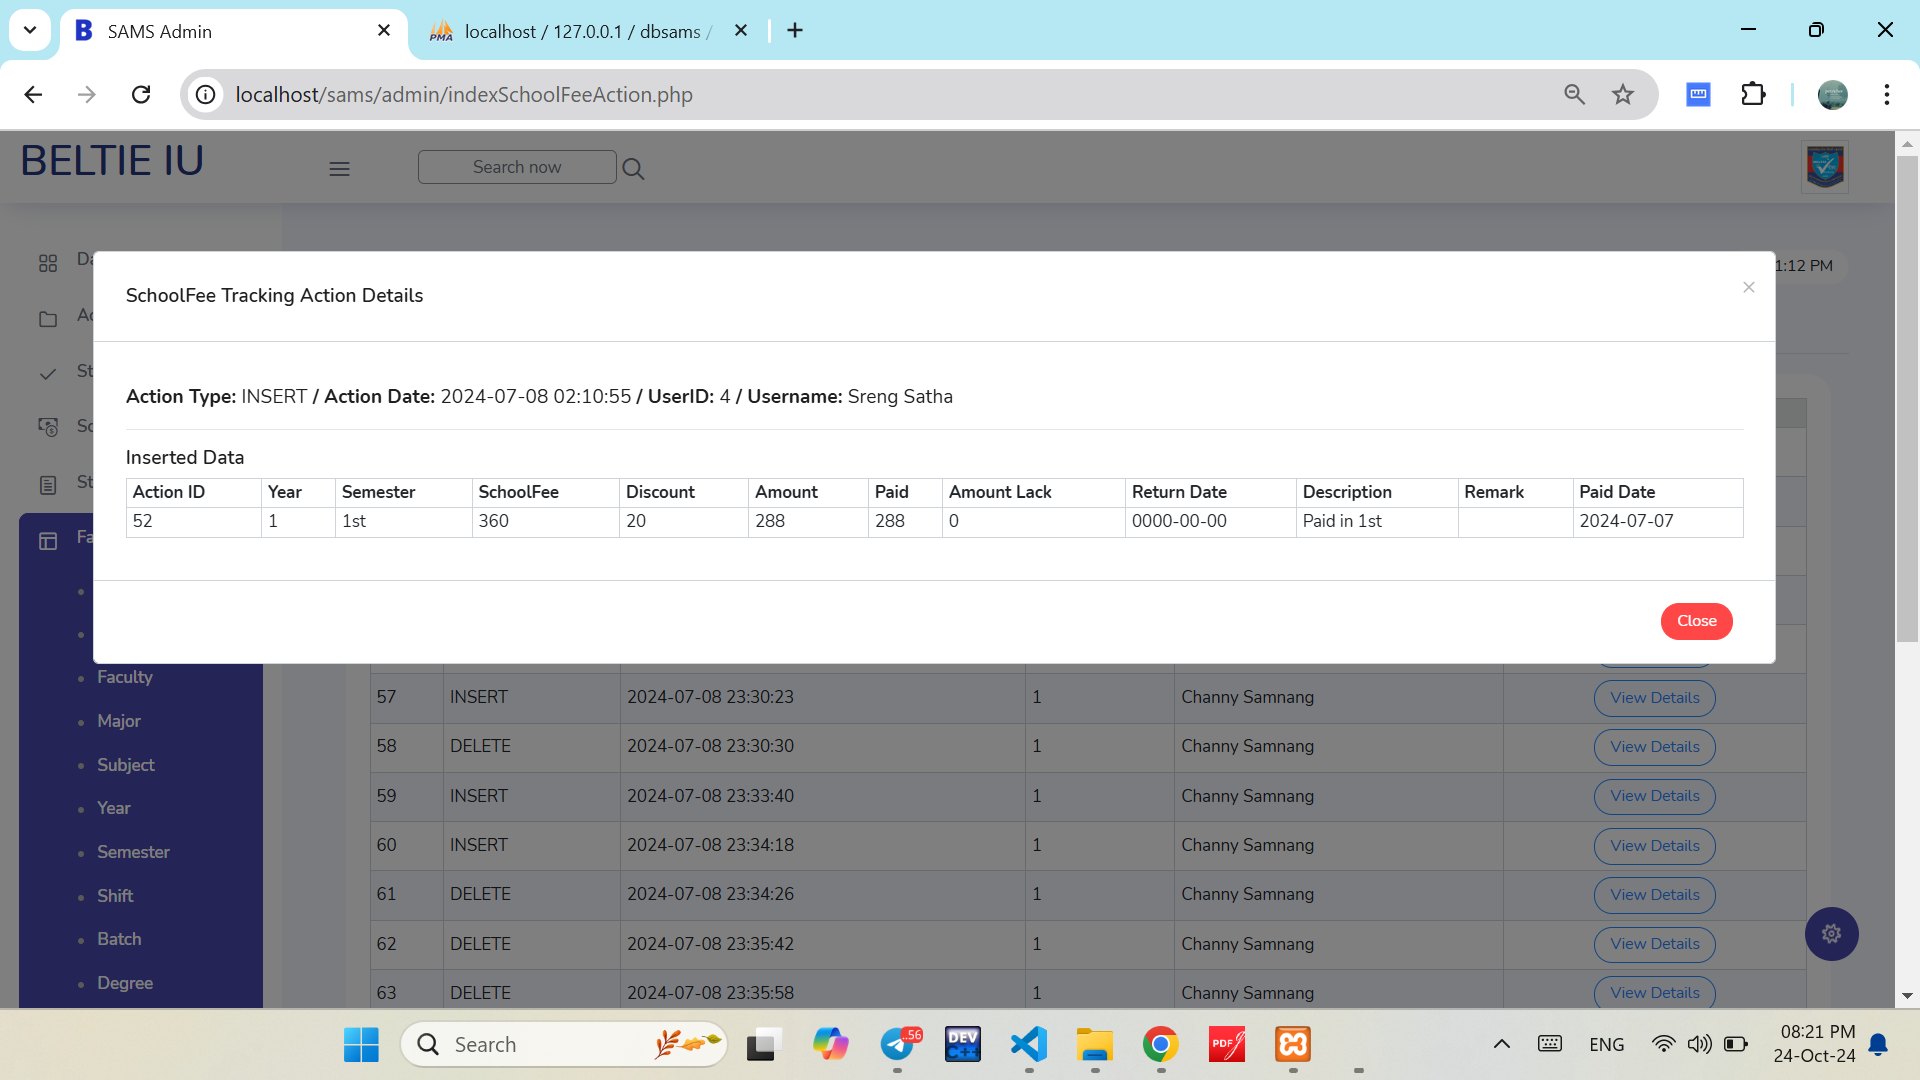 SAMS Admin
localhost / 127.0.0.1 / dbsams /
localhost/sams/admin/indexSchoolFeeAction.php
BELTIE IU
Search now
1:12 PM
SchoolFee Tracking Action Details
×
Action Type: INSERT / Action Date: 2024-07-08 02:10:55 / UserID: 4 / Username: Sreng Satha
Inserted Data
Action ID Year Semester SchoolFee Discount Amount Paid Amount Lack Return Date Description Remark Paid Date
52 1 1st 360 20 288 288 0 0000-00-00 Paid in 1st 2024-07-07
Close
Da
Ac
St
Sc
St
Fa
Faculty
Major
Subject
Year
Semester
Shift
Batch
Degree
57 INSERT 2024-07-08 23:30:23 1 Channy Samnang View Details
58 DELETE 2024-07-08 23:30:30 1 Channy Samnang View Details
59 INSERT 2024-07-08 23:33:40 1 Channy Samnang View Details
60 INSERT 2024-07-08 23:34:18 1 Channy Samnang View Details
61 DELETE 2024-07-08 23:34:26 1 Channy Samnang View Details
62 DELETE 2024-07-08 23:35:42 1 Channy Samnang View Details
63 DELETE 2024-07-08 23:35:58 1 Channy Samnang View Details
Search
..56
DEV
C++
PDF
ENG
08:21 PM
24-Oct-24